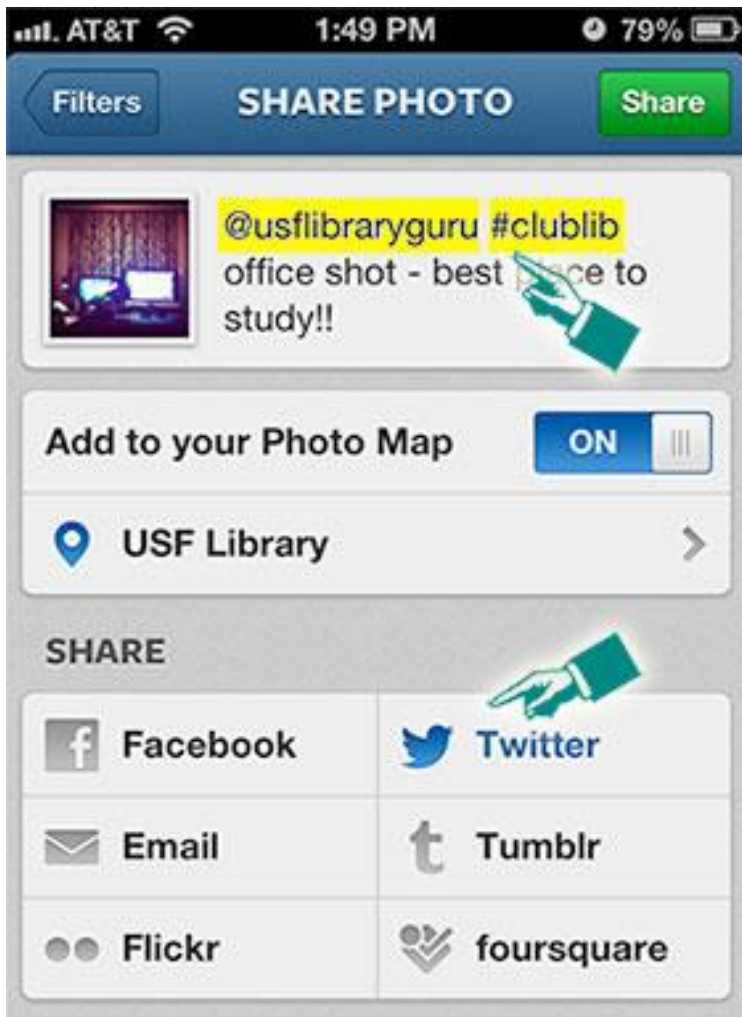 AT&T 1:49 PM 79%
Filters SHARE PHOTO Share
@usflibraryguru #clublib
office shot - best place to
study!!
Add to your Photo Map ON
USF Library
SHARE
Facebook Twitter
Email Tumblr
Flickr foursquare